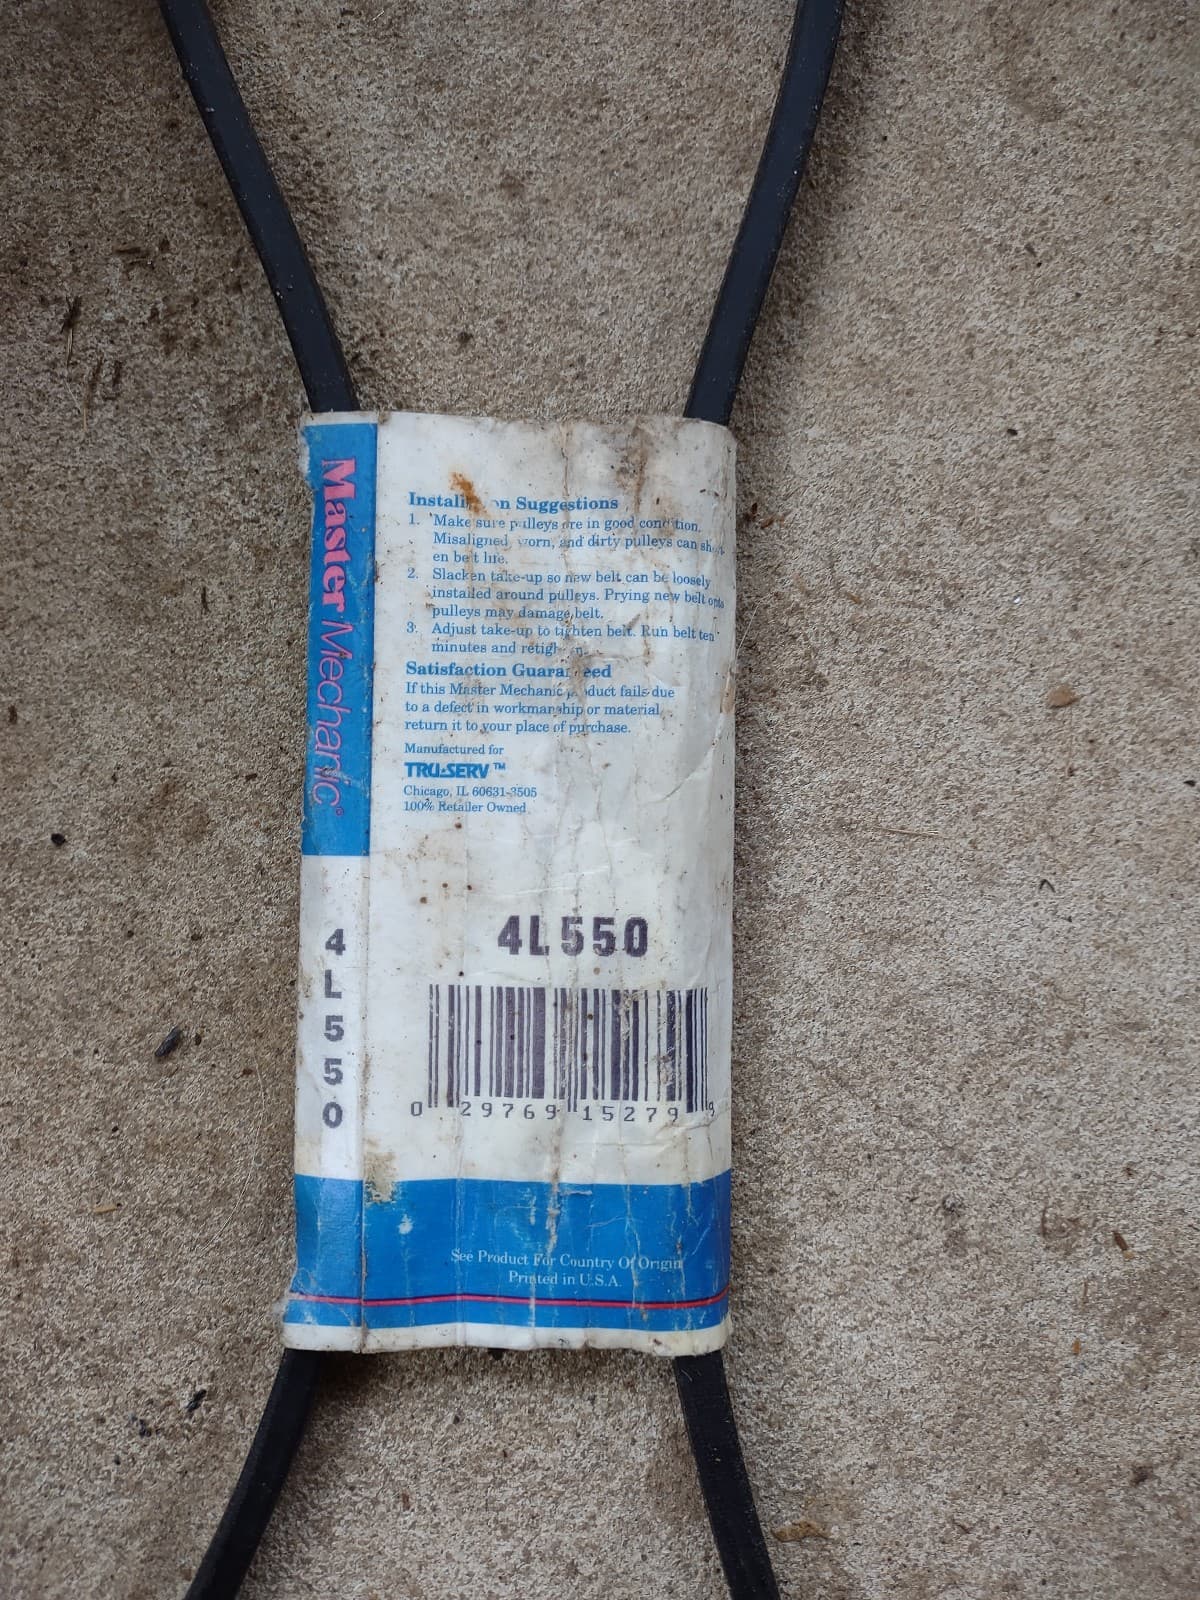 Master Mechanic®
4L550
Suggestions
1. Make sure pulleys are in good condition.
Misaligned, worn, and dirty pulleys can
en belt life.
2. Slacken take-up so new belt can be loosely
installed around pulleys. Prying new belt onto
pulleys may damage belt.
3. Adjust take-up to tighten belt. Run belt ten
minutes and
Satisfaction
If this Master Mechanic product fails due
to a defect in workmanship or material,
return it to your place of purchase.
Manufactured for
TRU-SERV™
Chicago, IL 60631-3505
100% Retailer Owned
4L550
0 29769 15279 9
See Product For Country Of Origin
Printed in U.S.A.